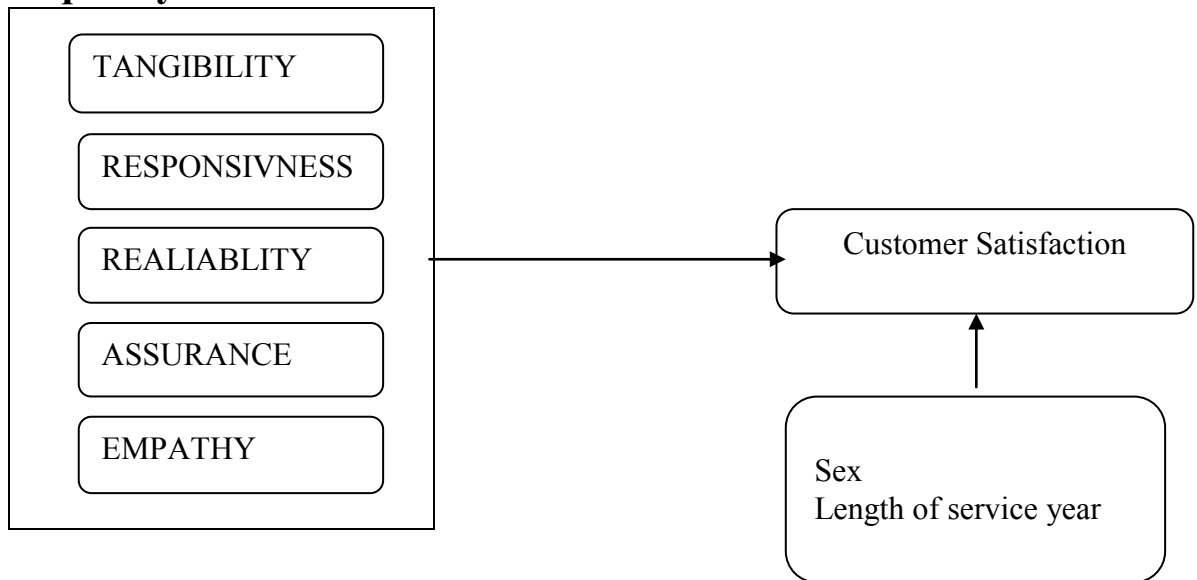 TANGIBILITY
RESPONSIVNESS
REALIABLITY
ASSURANCE
EMPATHY
Customer Satisfaction
Sex
Length of service year